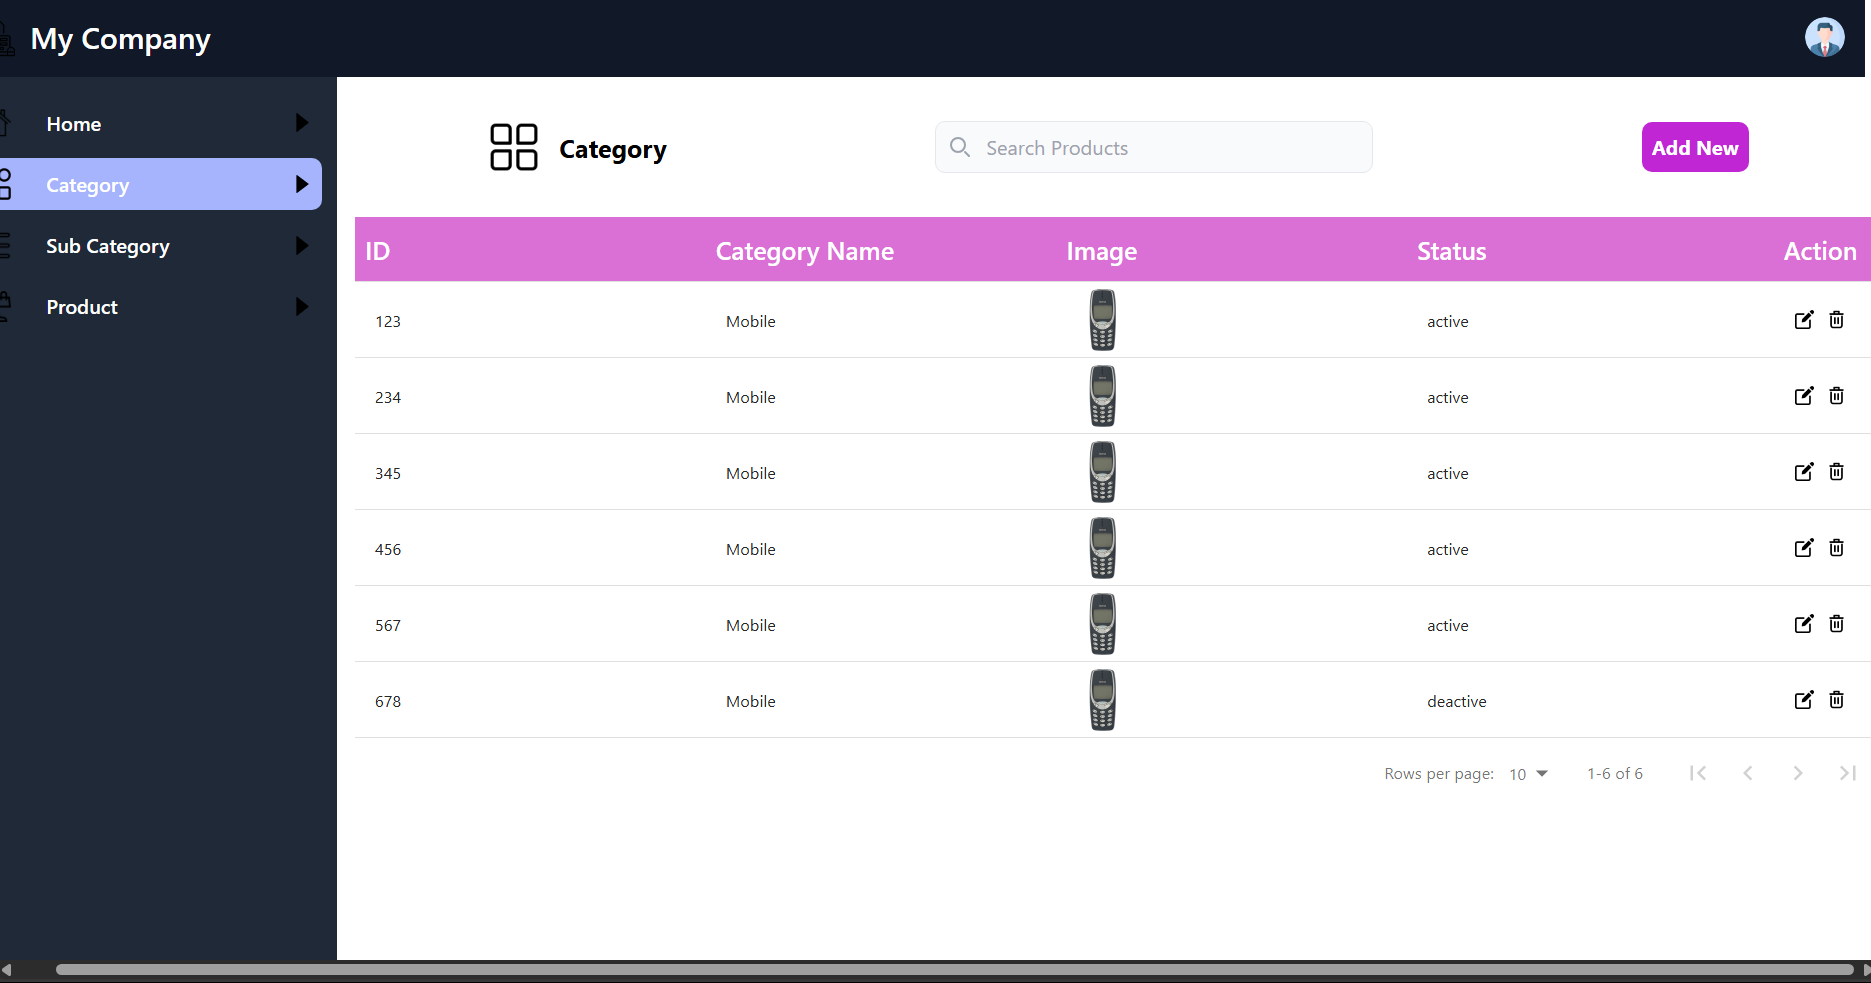 My Company
Home
Category
Sub Category
Product
Category
Search Products
Add New
ID Category Name Image Status Action
123 Mobile active
234 Mobile active
345 Mobile active
456 Mobile active
567 Mobile active
678 Mobile deactive
Rows per page: 10 1-6 of 6